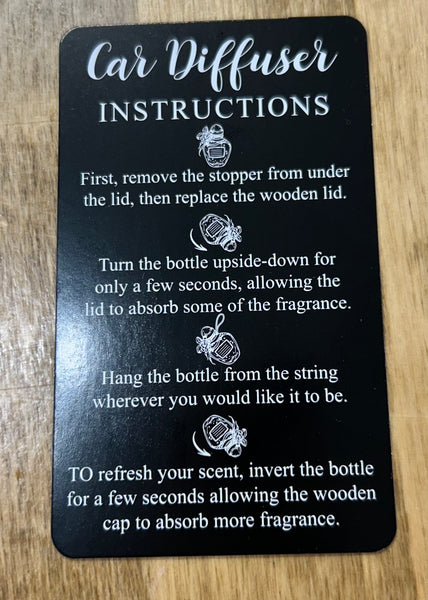 Car Diffuser
INSTRUCTIONS
First, remove the stopper from under
the lid, then replace the wooden lid.
Turn the bottle upside-down for
only a few seconds, allowing the
lid to absorb some of the fragrance.
Hang the bottle from the string
wherever you would like it to be.
TO refresh your scent, invert the bottle
for a few seconds allowing the wooden
cap to absorb more fragrance.